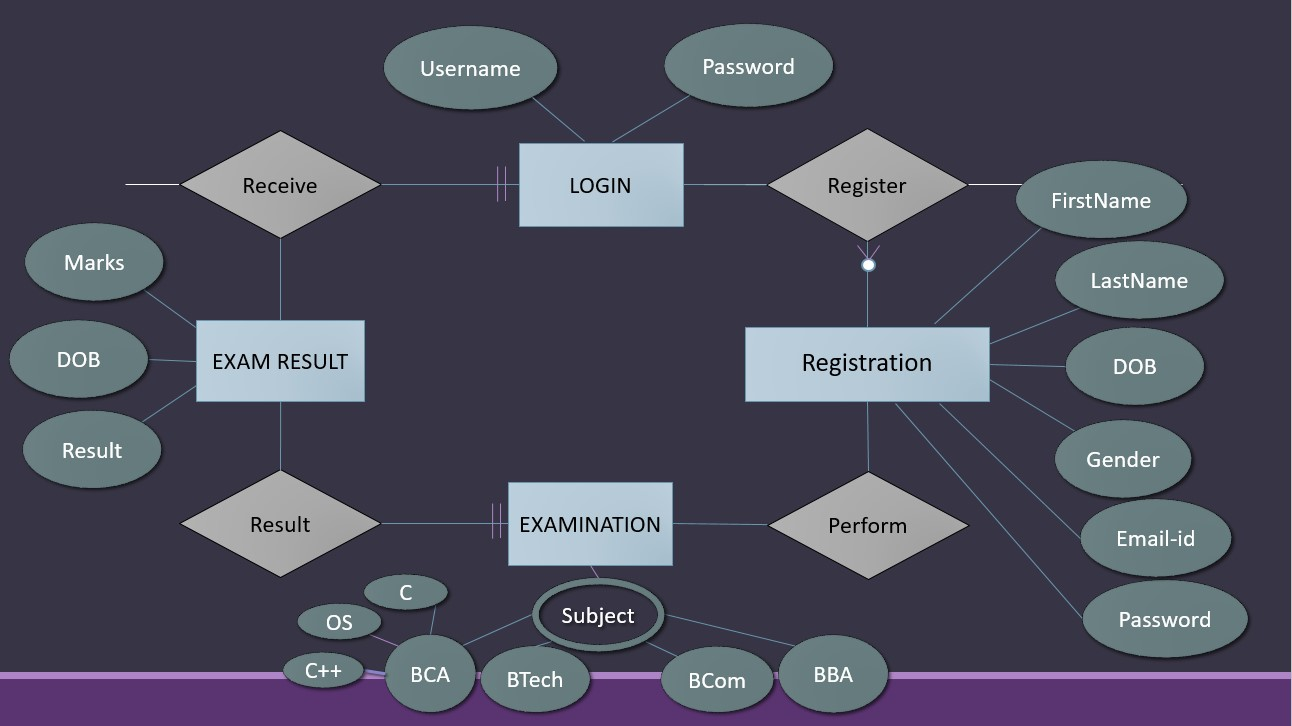 Username
Password
Receive
LOGIN
Register
FirstName
Marks
LastName
DOB
EXAM RESULT
Registration
DOB
Result
Gender
Result
EXAMINATION
Perform
Email-id
C
OS
Subject
Password
C++
BCA
BTech
BCom
BBA